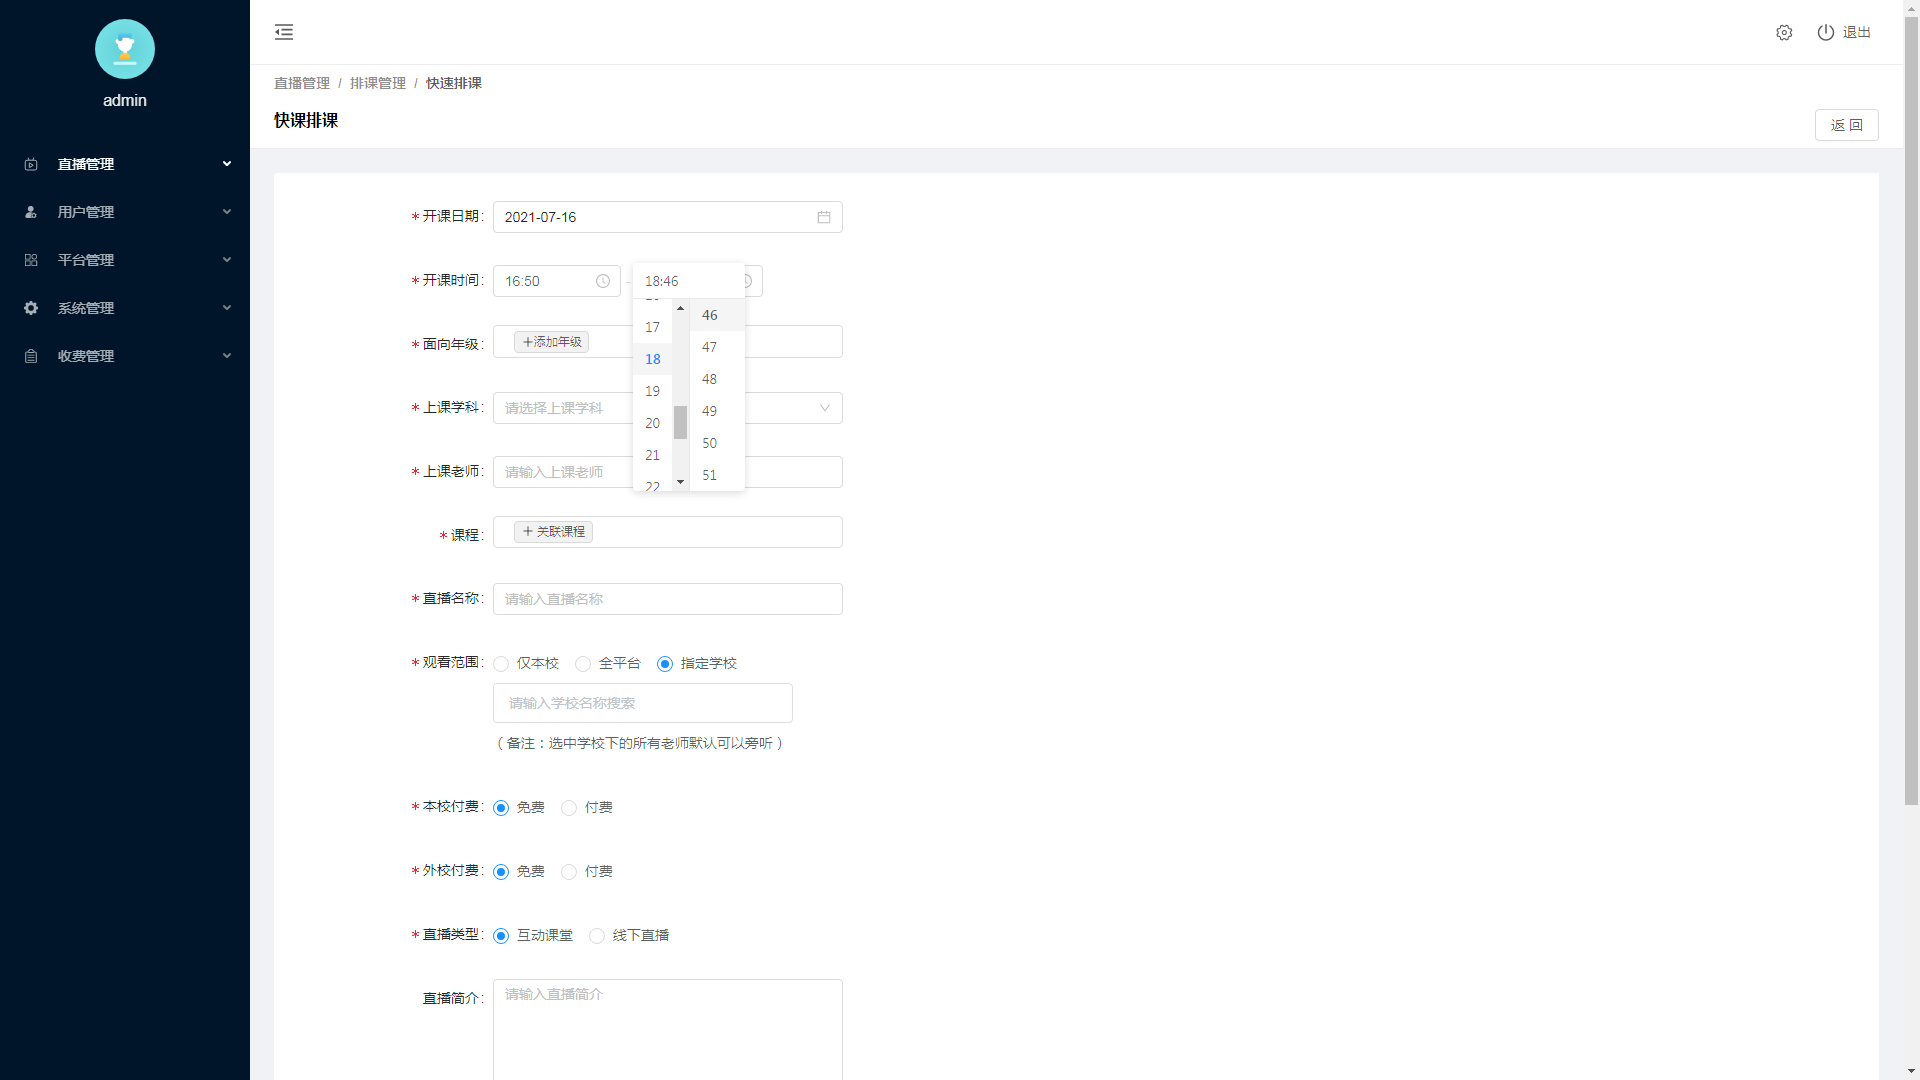 admin
直播管理
用户管理
平台管理
系统管理
收费管理
退出
直播管理 / 排课管理 / 快速排课
快课排课
返 回
* 开课日期: 2021-07-16
* 开课时间: 16:50 - 18:46
17
18
19
20
21
22
46
47
48
49
50
51
* 面向年级: +添加年级
* 上课学科: 请选择上课学科
* 上课老师: 请输入上课老师
* 课程: + 关联课程
* 直播名称: 请输入直播名称
* 观看范围: 仅本校 全平台 指定学校
请输入学校名称搜索
（备注：选中学校下的所有老师默认可以旁听）
* 本校付费: 免费 付费
* 外校付费: 免费 付费
* 直播类型: 互动课堂 线下直播
直播简介: 请输入直播简介